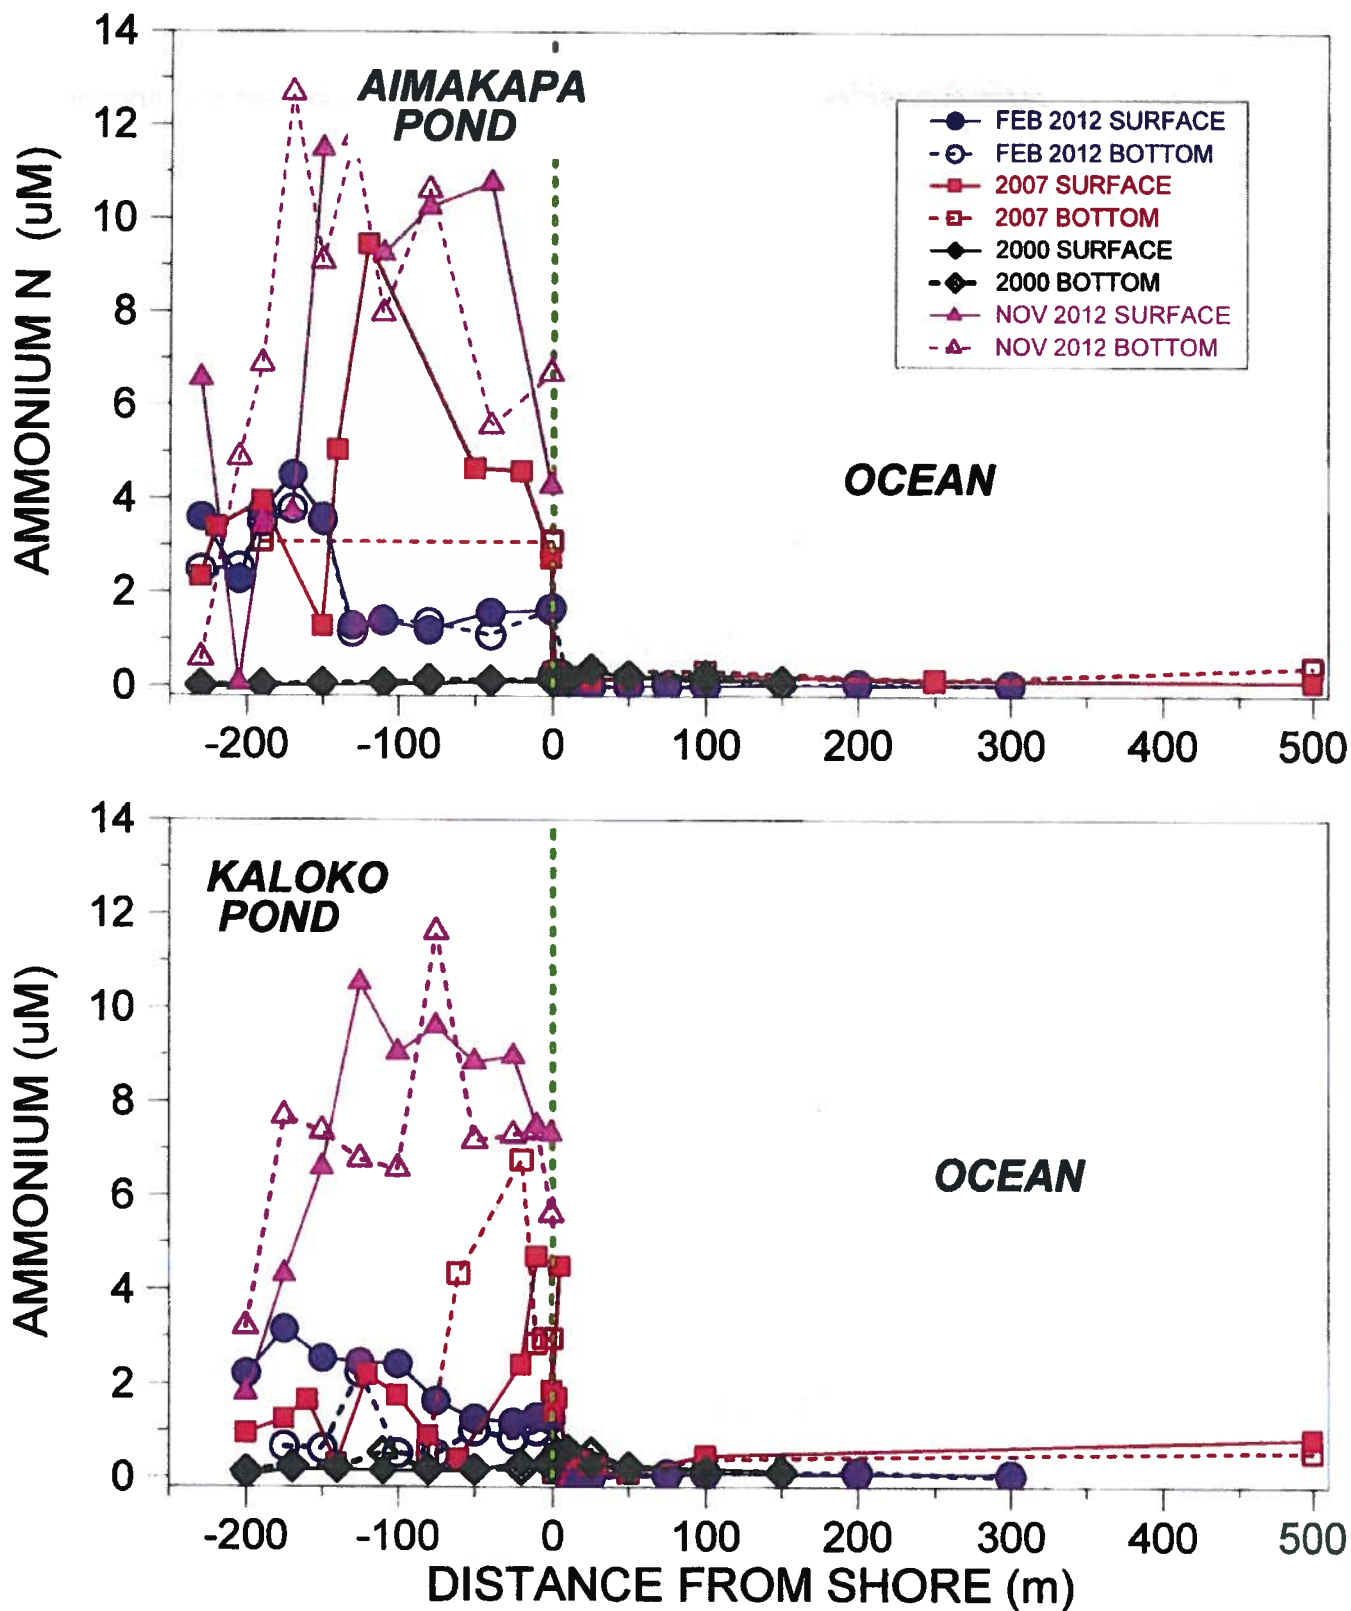 14
12
10
8
6
4
2
0
AMMONIUM N (uM)
AIMAKAPA
POND
FEB 2012 SURFACE
FEB 2012 BOTTOM
2007 SURFACE
2007 BOTTOM
2000 SURFACE
2000 BOTTOM
NOV 2012 SURFACE
NOV 2012 BOTTOM
OCEAN
-200 -100 0 100 200 300 400 500
14
12
10
8
6
4
2
0
AMMONIUM (uM)
KALOKO
POND
OCEAN
-200 -100 0 100 200 300 400 500
DISTANCE FROM SHORE (m)